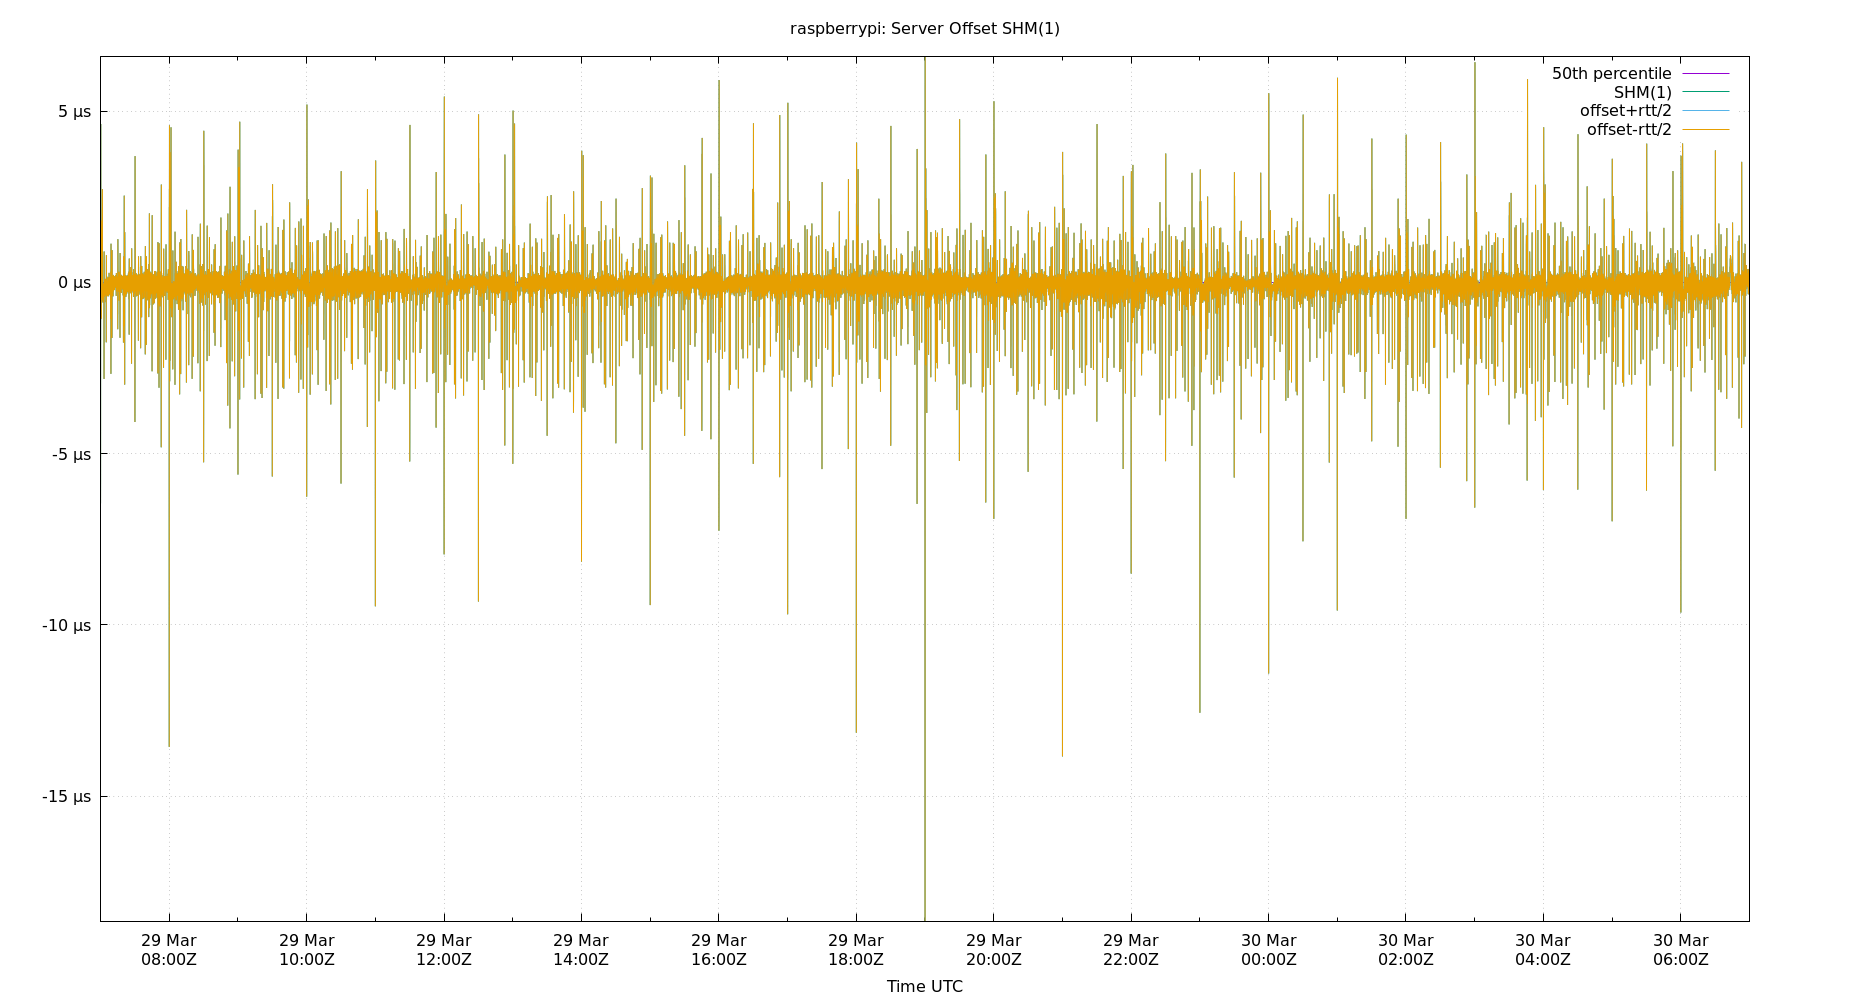 raspberrypi: Server Offset SHM(1)
50th percentile
SHM(1)
offset+rtt/2
offset-rtt/2
5 µs
0 µs
-5 µs
-10 µs
-15 µs
29 Mar 29 Mar 29 Mar 29 Mar 29 Mar 29 Mar 29 Mar 29 Mar 30 Mar 30 Mar 30 Mar 30 Mar
08:00Z 10:00Z 12:00Z 14:00Z 16:00Z 18:00Z 20:00Z 22:00Z 00:00Z 02:00Z 04:00Z 06:00Z
Time UTC